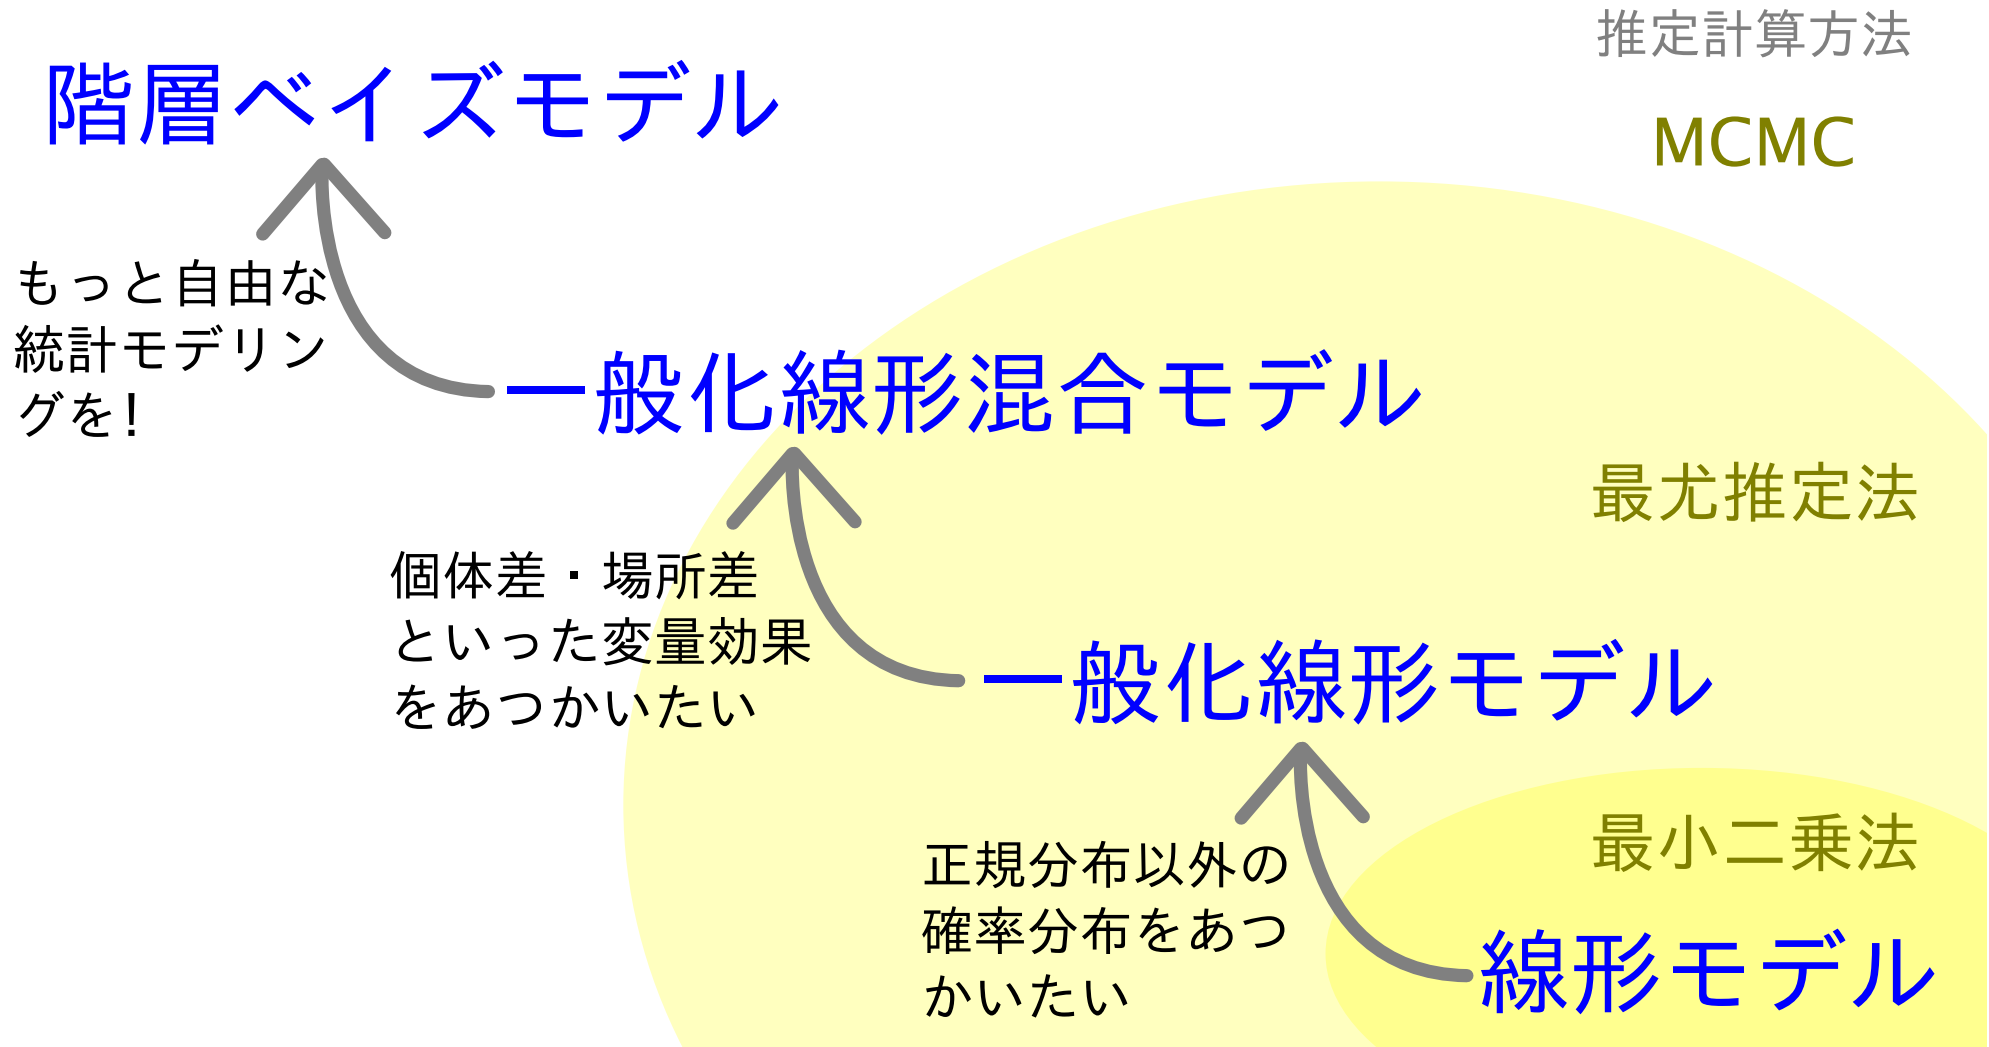 推定計算方法
階層ベイズモデル
MCMC
もっと自由な
統計モデリン
グを!
一般化線形混合モデル
最尤推定法
個体差・場所差
といった変量効果
をあつかいたい
一般化線形モデル
最小二乗法
正規分布以外の
確率分布をあつ
かいたい
線形モデル